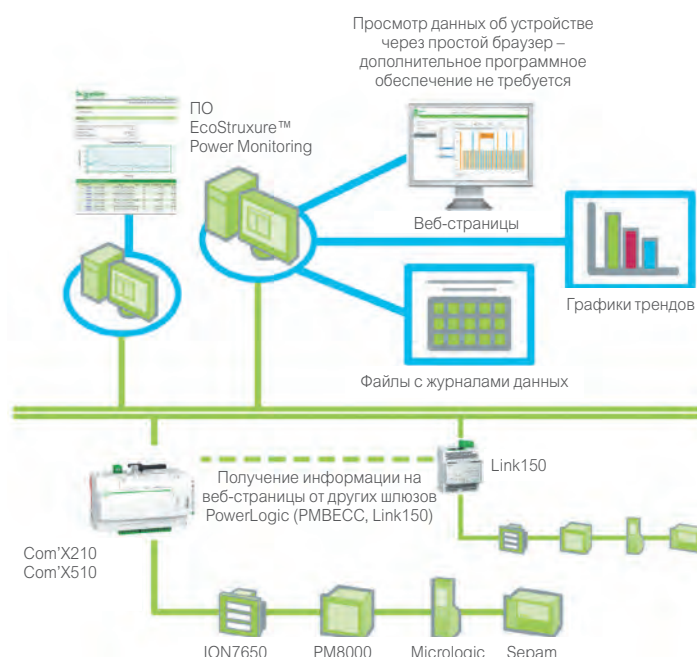 Просмотр данных об устройстве
через простой браузер –
дополнительное программное
обеспечение не требуется
ПО
EcoStruxure™
Power Monitoring
Веб-страницы
Графики трендов
Файлы с журналами данных
Link150
Получение информации на
веб-страницы от других шлюзов
PowerLogic (PMBECC, Link150)
Com'X210
Com'X510
ION7650
PM8000
Micrologic
Sepam